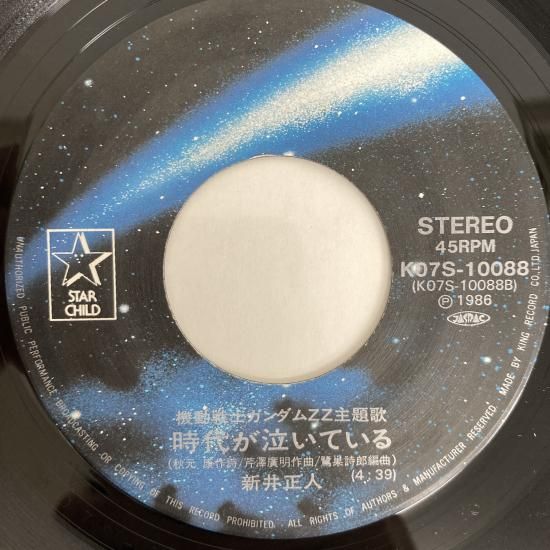 STEREO
45RPM
K07S-10088
(K07S-10088B)
Ⓟ1986
JASRAC
STAR
CHILD
機動戦士ガンダムZZ主題歌
時代が泣いている
(秋元 康作詩/芹澤廣明作曲/鷺巣詩郎編曲)
(4:39)
新井正人
UNAUTHORIZED PUBLIC PERFORMANCE·BROADCASTING AND COPYING OF THIS RECORD PROHIBITED. ALL RIGHTS OF AUTHORS & MANUFACTURER RESERVED. MADE BY KING RECORD CO.,LTD.JAPAN